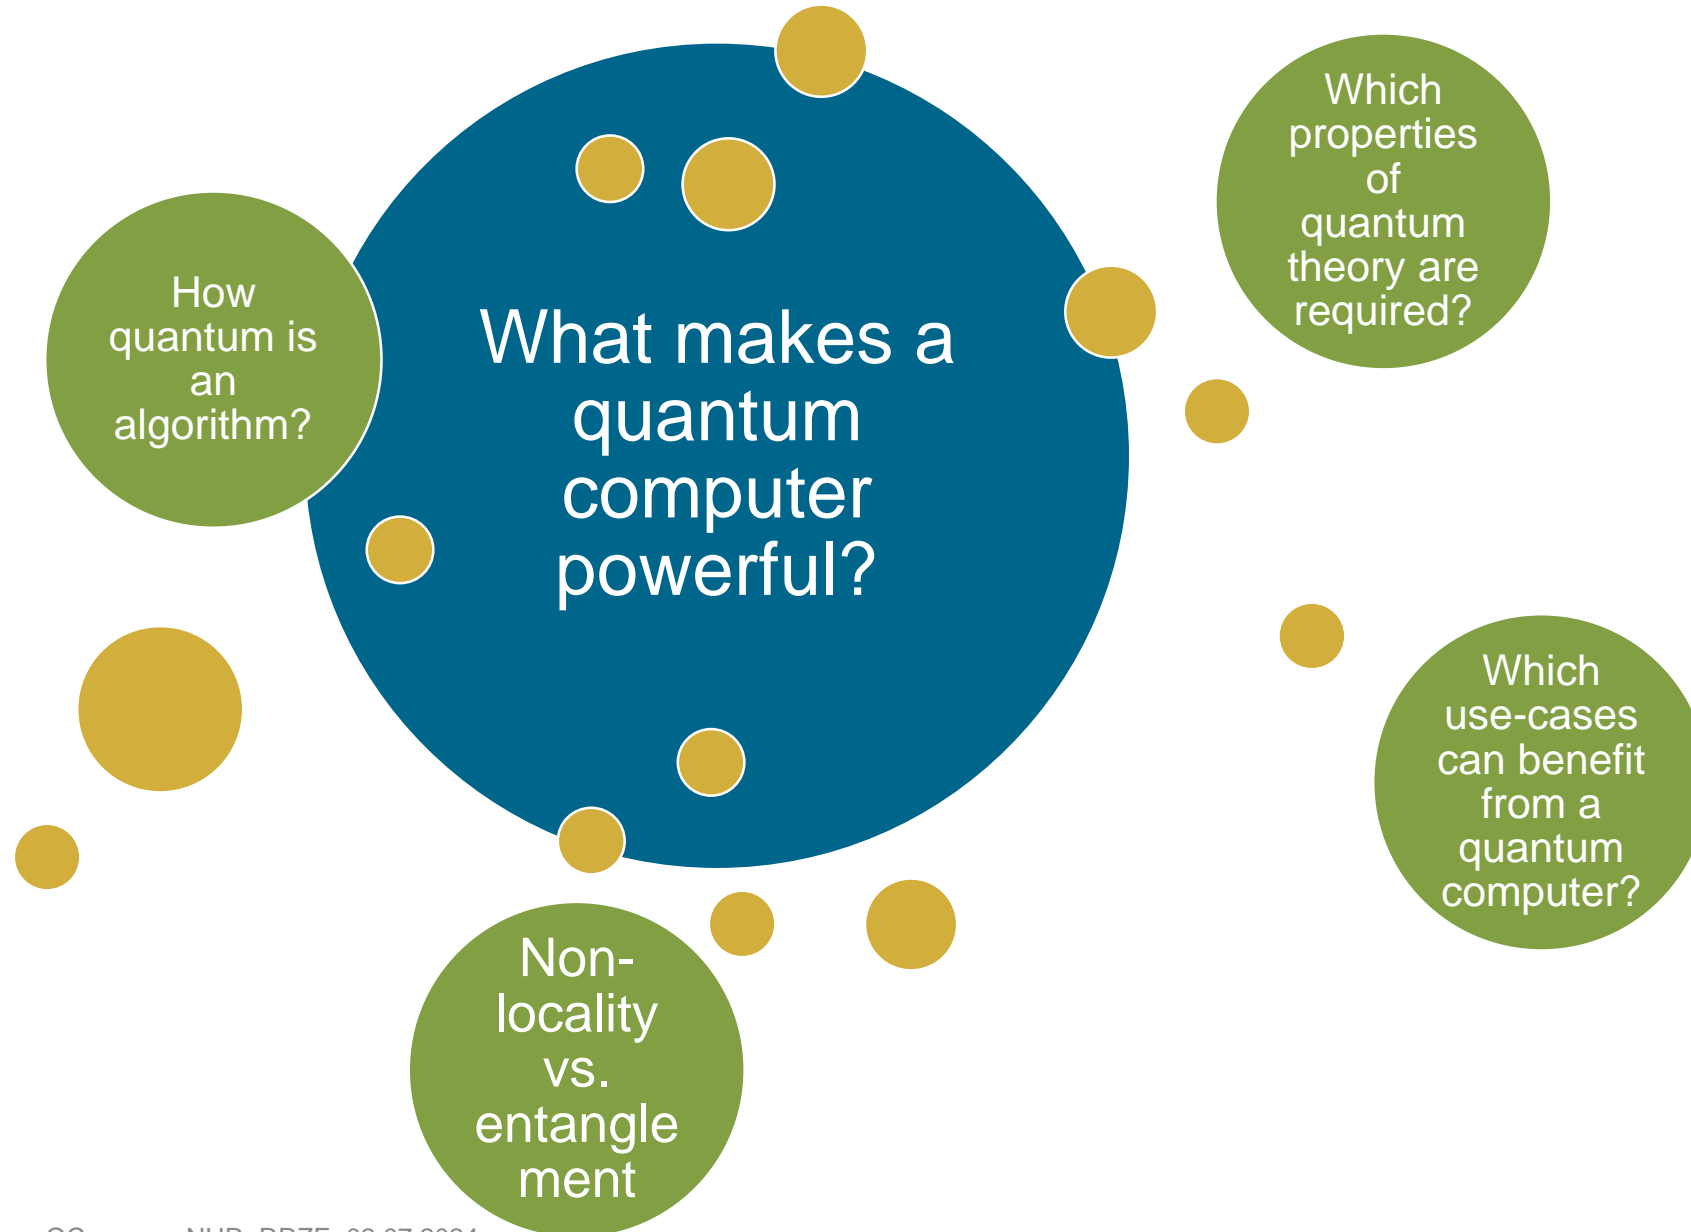 What makes a
quantum
computer
powerful?
How
quantum is
an
algorithm?
Which
properties
of
quantum
theory are
required?
Which
use-cases
can benefit
from a
quantum
computer?
Non-
locality
vs.
entangle
ment